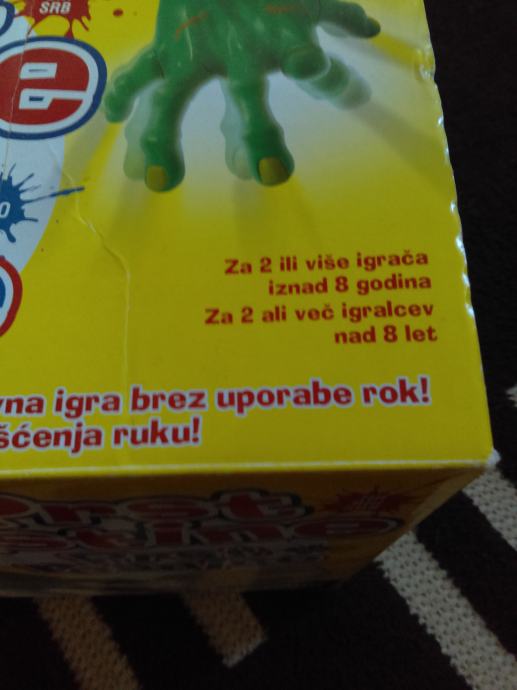 SRB
e
Za 2 ili više igrača
iznad 8 godina
Za 2 ali več igralcev
nad 8 let
vna igra brez uporabe rok!
šćenja ruku!